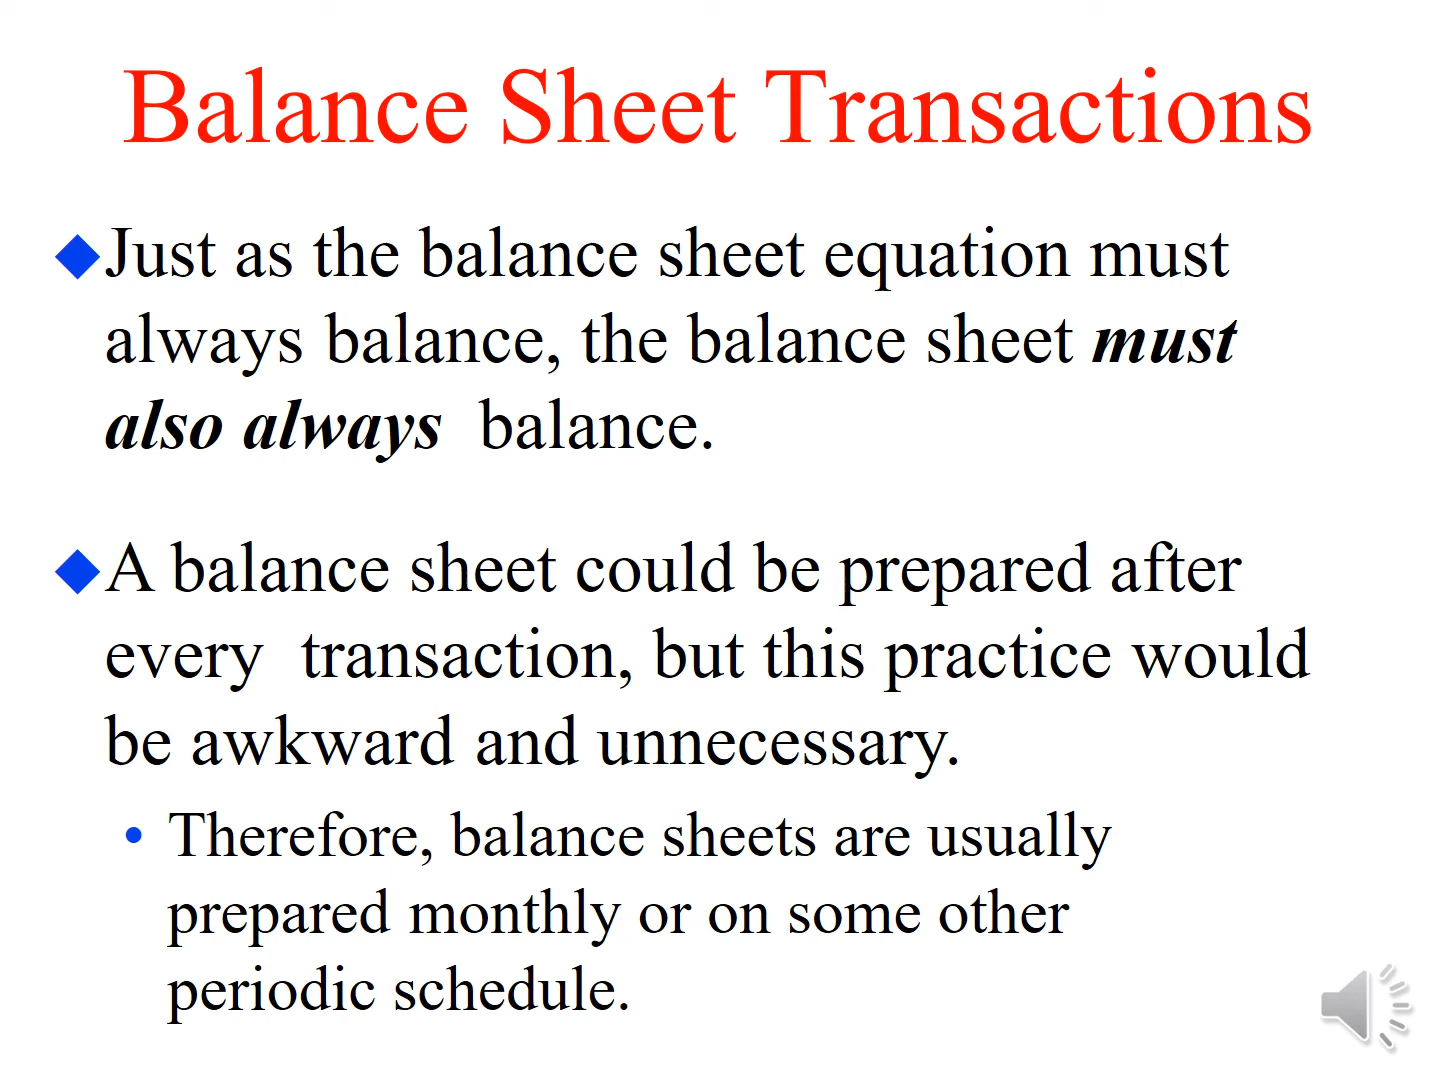 Balance Sheet Transactions
Just as the balance sheet equation must
always balance, the balance sheet must
also always balance.
A balance sheet could be prepared after
every transaction, but this practice would
be awkward and unnecessary.
• Therefore, balance sheets are usually
prepared monthly or on some other
periodic schedule.